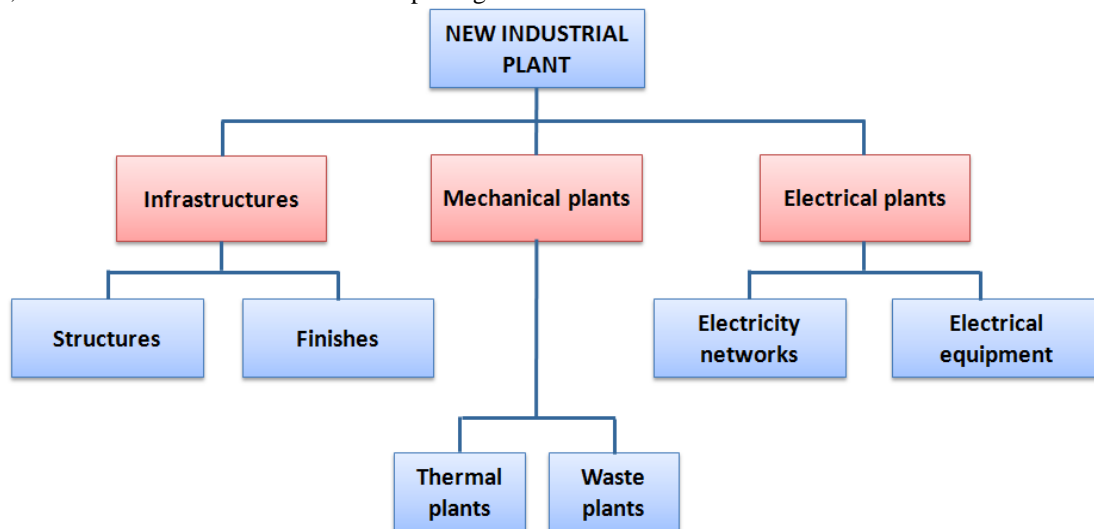 NEW INDUSTRIAL
PLANT
Infrastructures
Mechanical plants
Electrical plants
Structures
Finishes
Electricity
networks
Electrical
equipment
Thermal
plants
Waste
plants